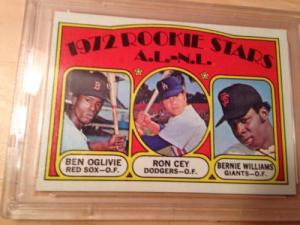 1972 ROOKIE STARS
A.L.-N.L.
BEN OGLIVIE
RED SOX—O.F.
RON CEY
DODGERS—O.F.
BERNIE WILLIAMS
GIANTS—O.F.